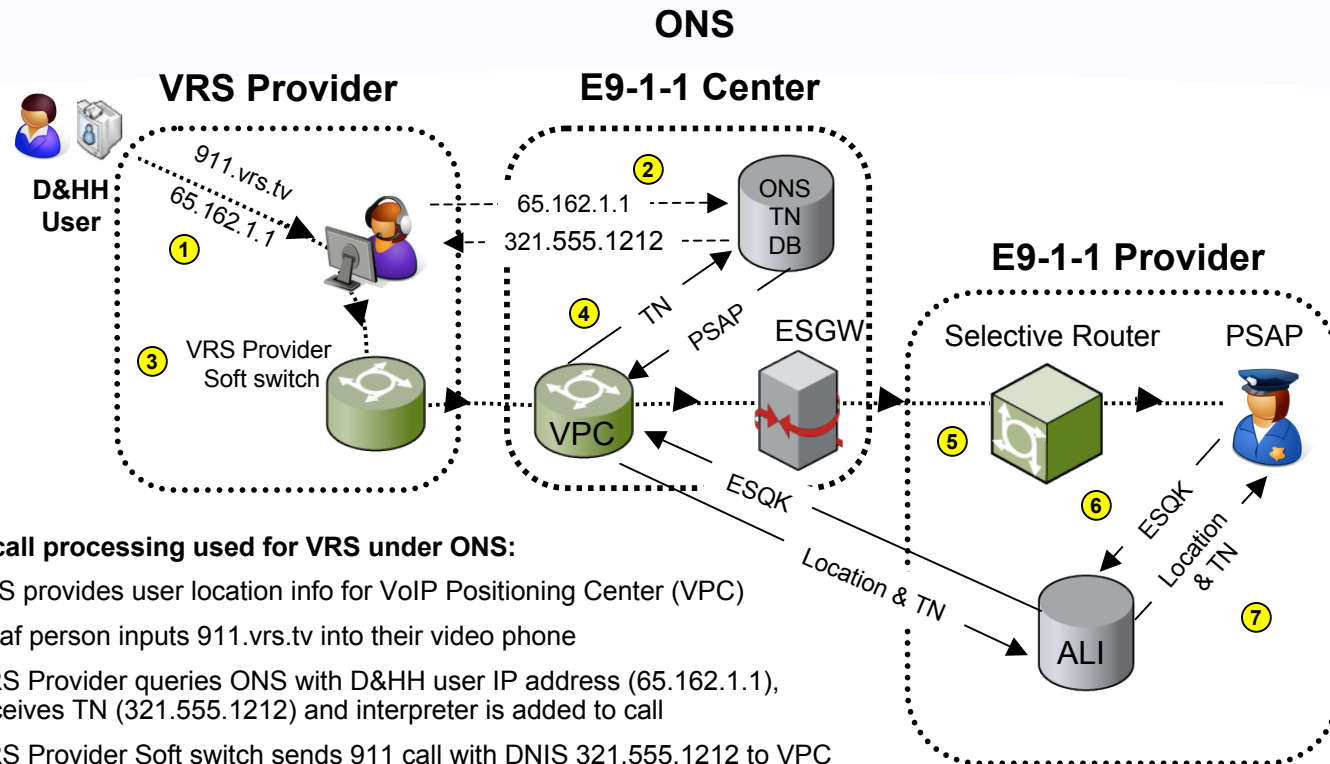 ONS
VRS Provider
E9-1-1 Center
D&HH
User
911.vrs.tv
65.162.1.1
1
2
65.162.1.1
321.555.1212
ONS
TN
DB
E9-1-1 Provider
3
VRS Provider
Soft switch
4
TN
PSAP
VPC
ESGW
Selective Router
PSAP
5
6
ESQK
Location
& TN
7
ESQK
Location & TN
ALI
call processing used for VRS under ONS:
S provides user location info for VoIP Positioning Center (VPC)
af person inputs 911.vrs.tv into their video phone
RS Provider queries ONS with D&HH user IP address (65.162.1.1),
ceives TN (321.555.1212) and interpreter is added to call
RS Provider Soft switch sends 911 call with DNIS 321.555.1212 to VPC